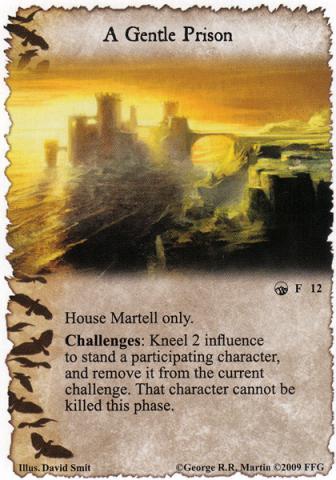 A Gentle Prison
F 12
House Martell only.
Challenges: Kneel 2 influence
to stand a participating character,
and remove it from the current
challenge. That character cannot be
killed this phase.
Illus. David Smit ©George R.R. Martin ©2009 FFG